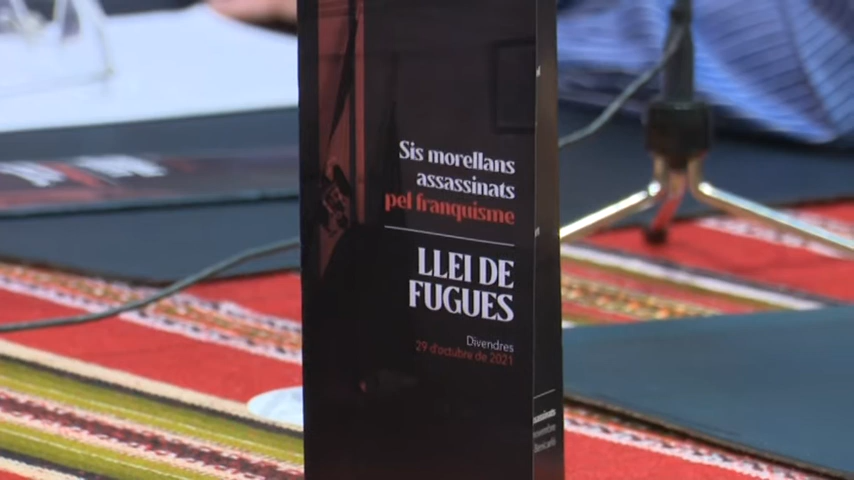 Sis morellans
assassinats
pel franquisme
LLEI DE
FUGUES
Divendres
29 d'octubre de 2021